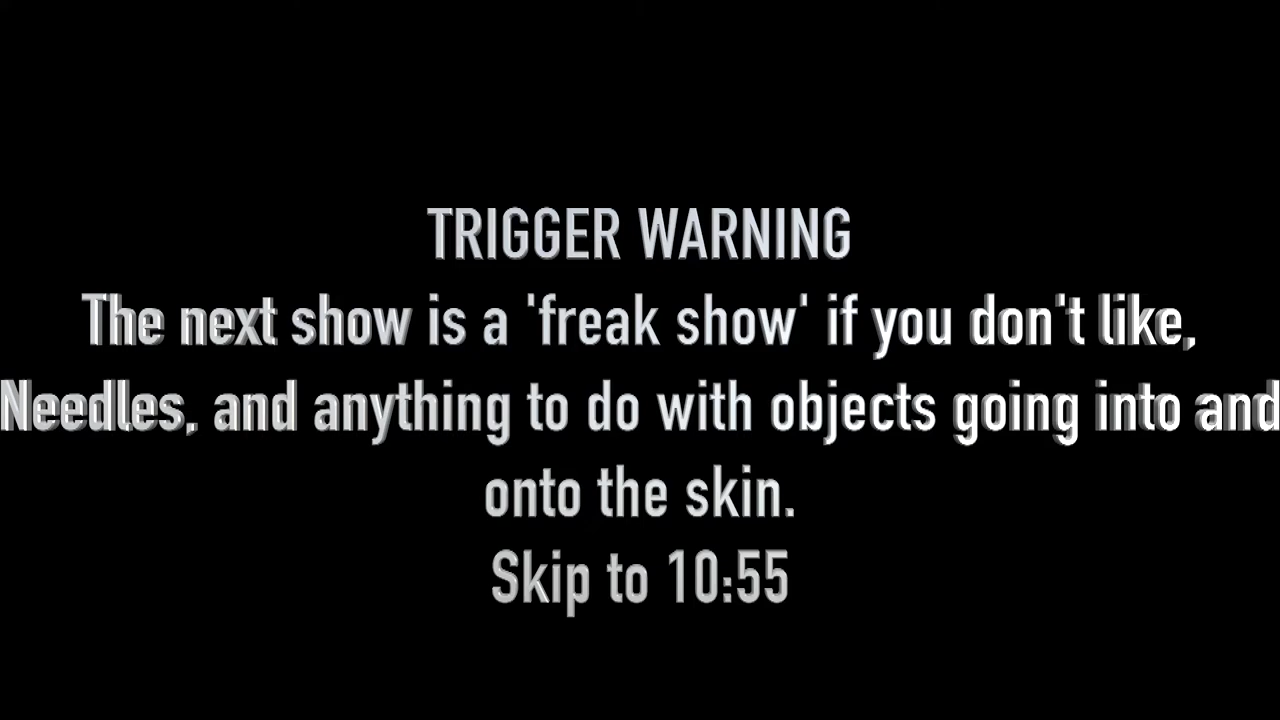 TRIGGER WARNING
The next show is a 'freak show' if you don't like,
Needles, and anything to do with objects going into and
onto the skin.
Skip to 10:55